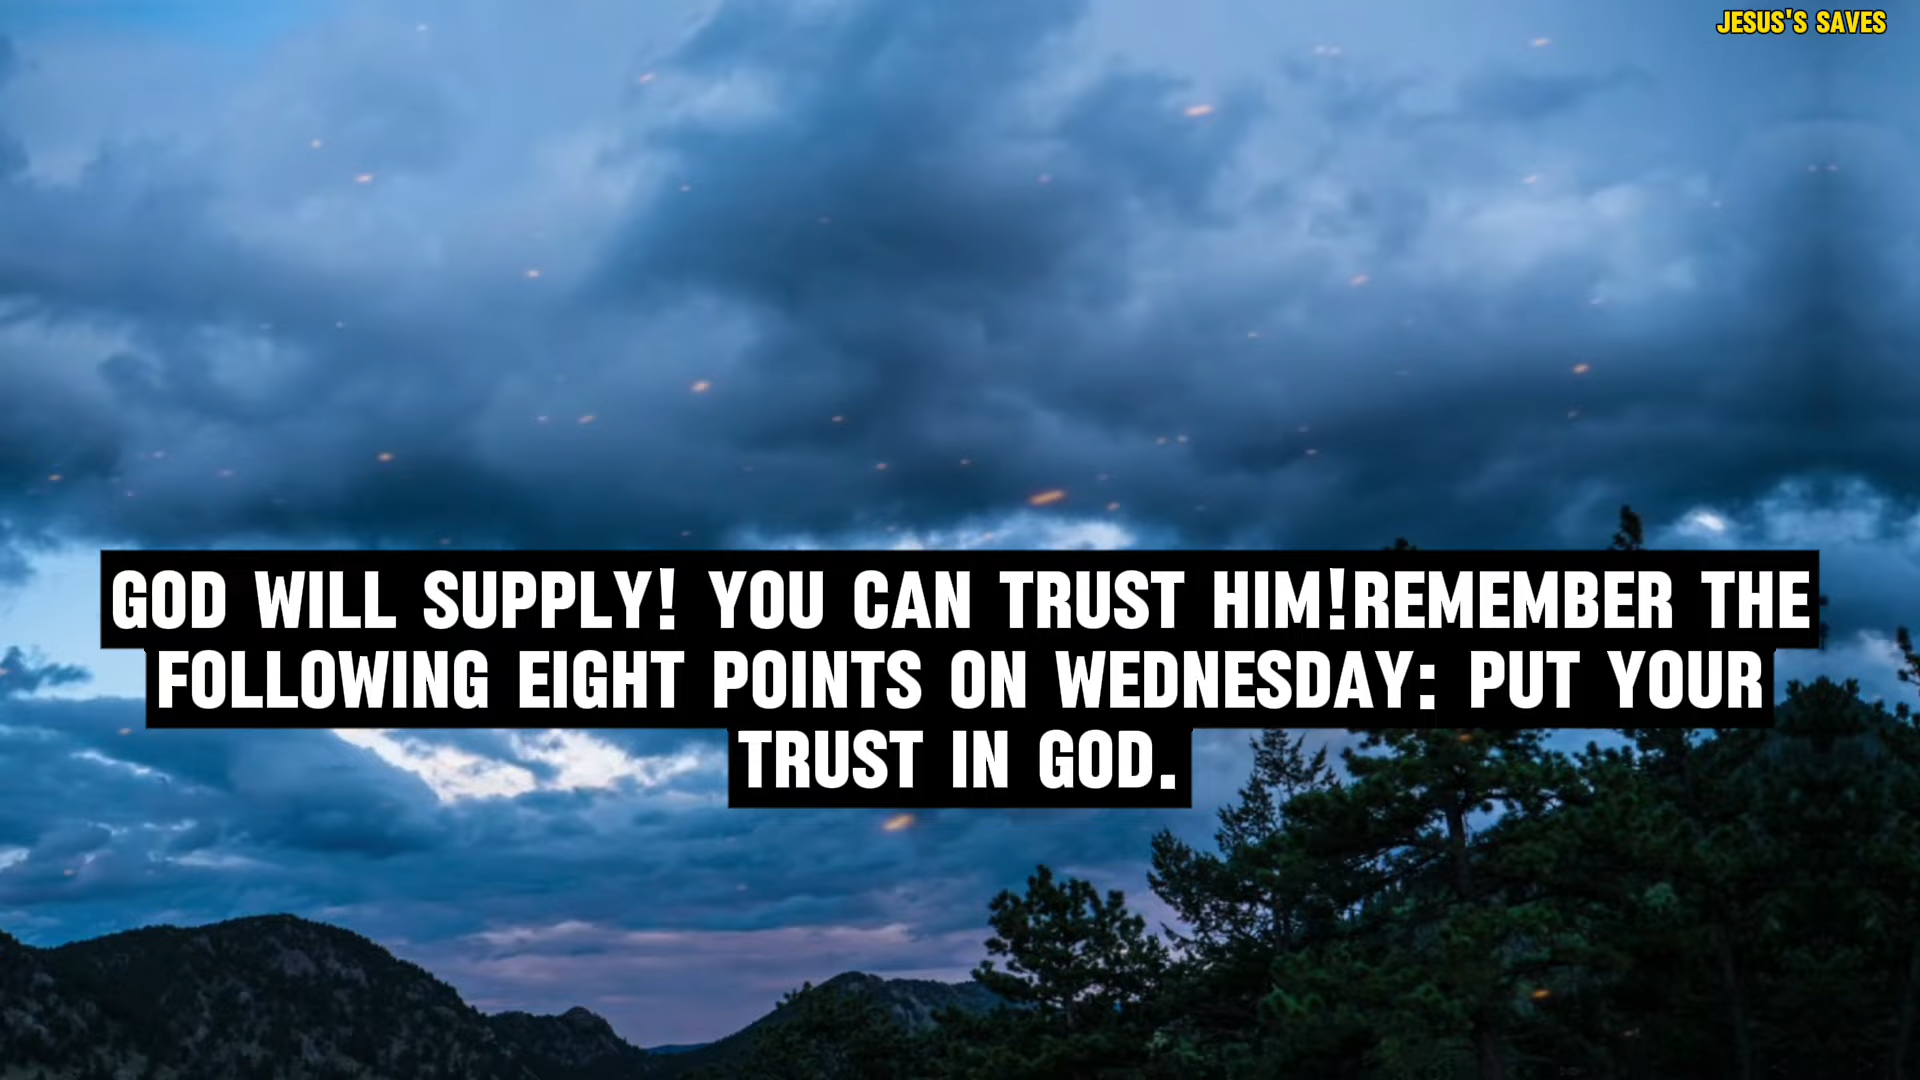 JESUS'S SAVES
GOD WILL SUPPLY! YOU CAN TRUST HIM!REMEMBER THE
FOLLOWING EIGHT POINTS ON WEDNESDAY: PUT YOUR
TRUST IN GOD.